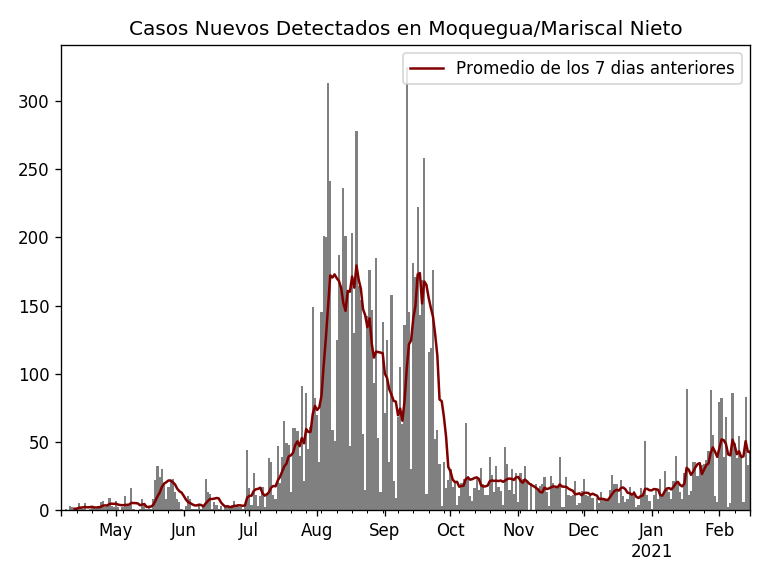 Casos Nuevos Detectados en Moquegua/Mariscal Nieto
Promedio de los 7 dias anteriores
300
250
200
150
100
50
0
May Jun Jul Aug Sep Oct Nov Dec Jan Feb
2021